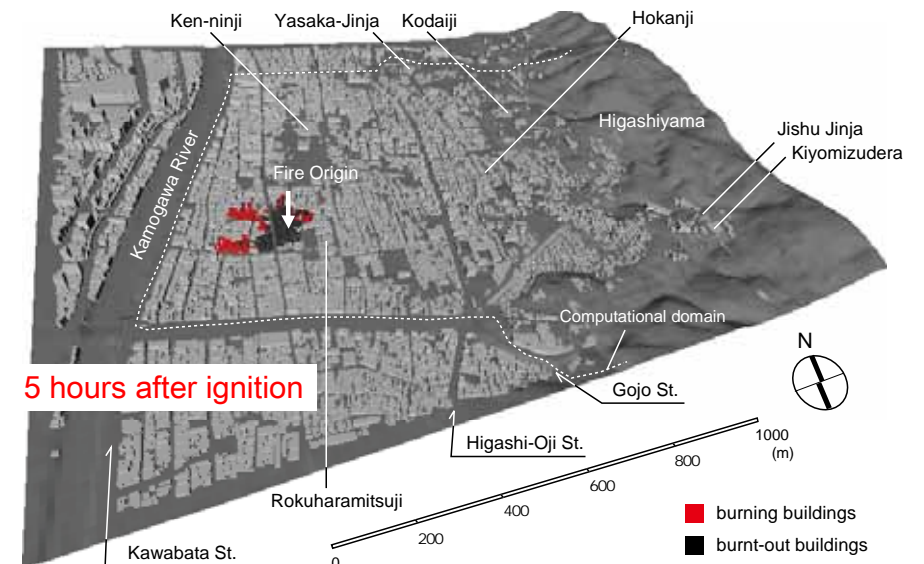 Ken-ninji
Yasaka-Jinja
Kodaiji
Hokanji
Higashiyama
Jishu Jinja
Kiyomizudera
Kamogawa River
Fire Origin
Computational domain
N
5 hours after ignition
Gojo St.
Higashi-Oji St.
1000
(m)
800
600
400
200
0
Rokuharamitsuji
Kawabata St.
burning buildings
burnt-out buildings